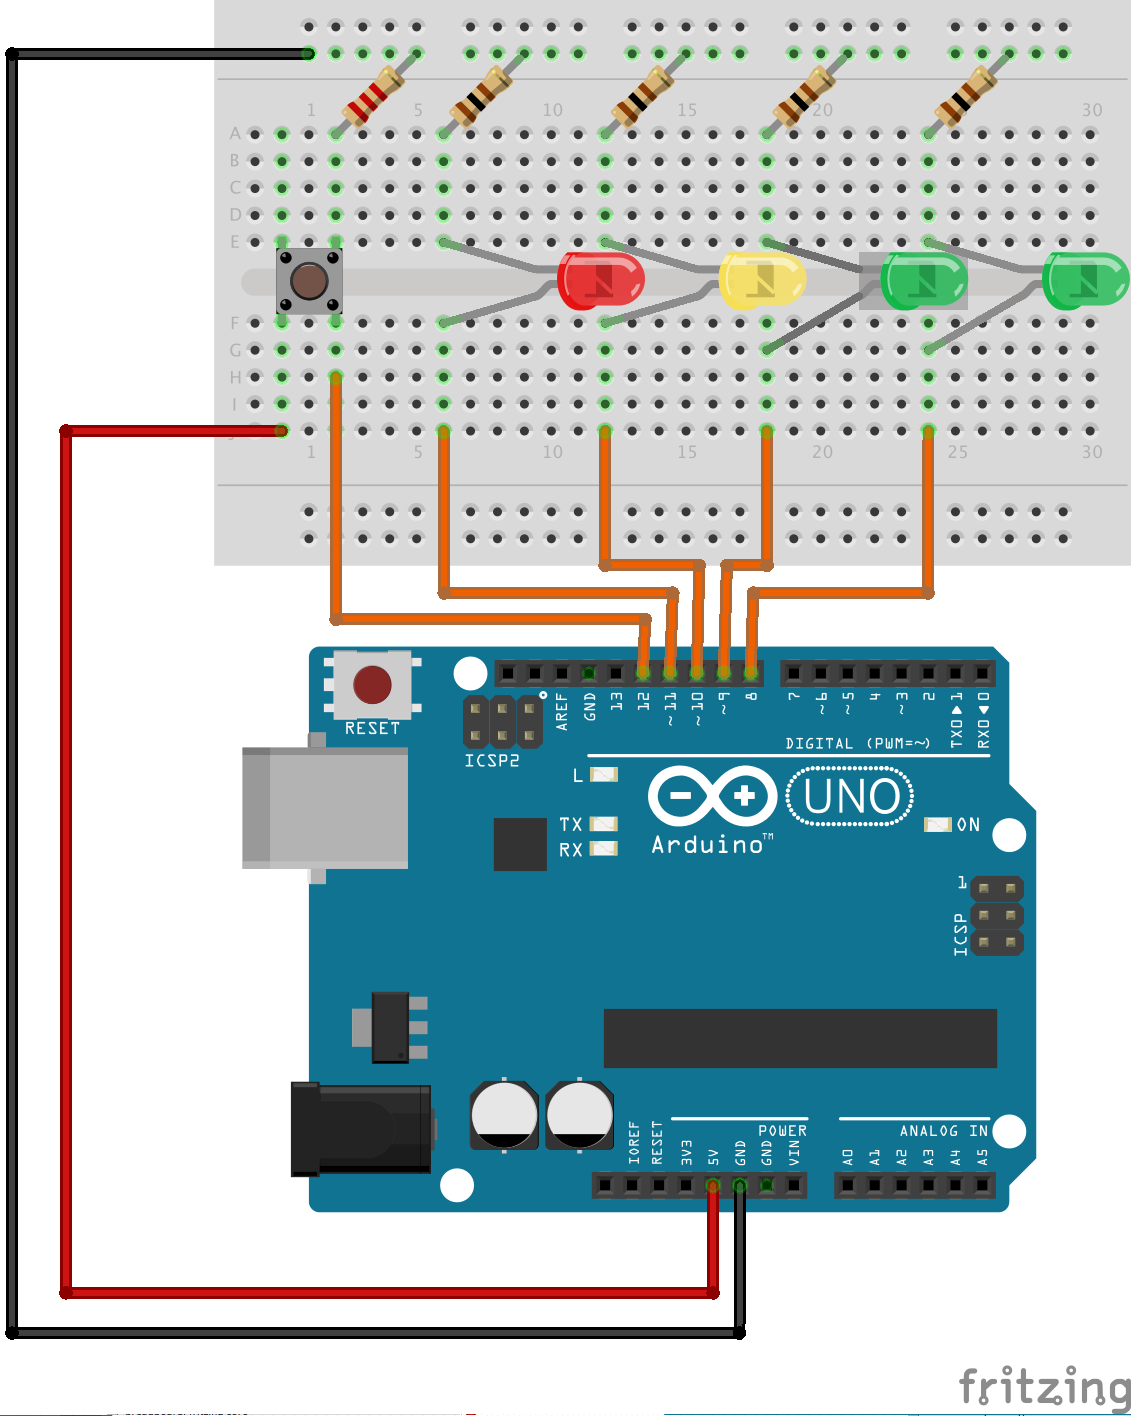 1 5 10 15 30
A
B
C
D
E
F
G
H
I
1 5 10 15 20 25 30
RESET
AREF GND 13 12 ~11 ~10 ~9 8 7 ~6 ~5 4 ~3 2 TX0▶1 RX0◀0
ICSP2
DIGITAL (PWM=~)
L
TX
RX
UNO
ON
Arduino™
1
ICSP
POWER
ANALOG IN
IOREF RESET 3V3 5V GND GND VIN A0 A1 A2 A3 A4 A5
fritzing